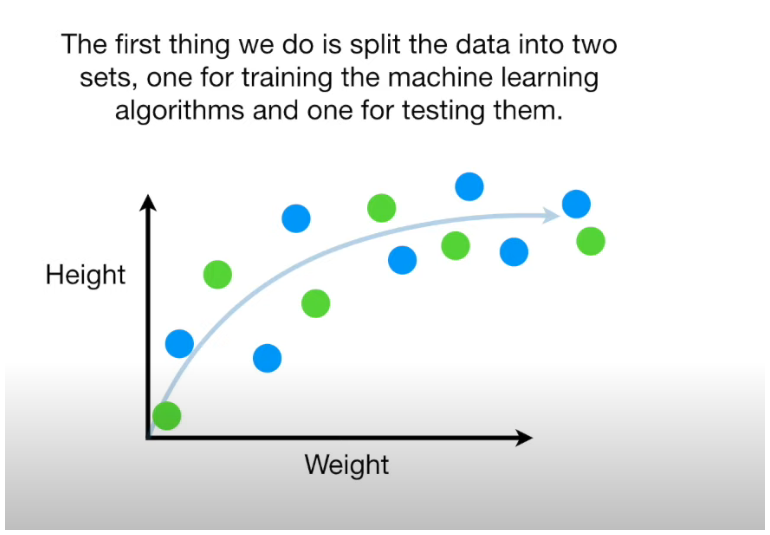 The first thing we do is split the data into two
sets, one for training the machine learning
algorithms and one for testing them.
Height
Weight